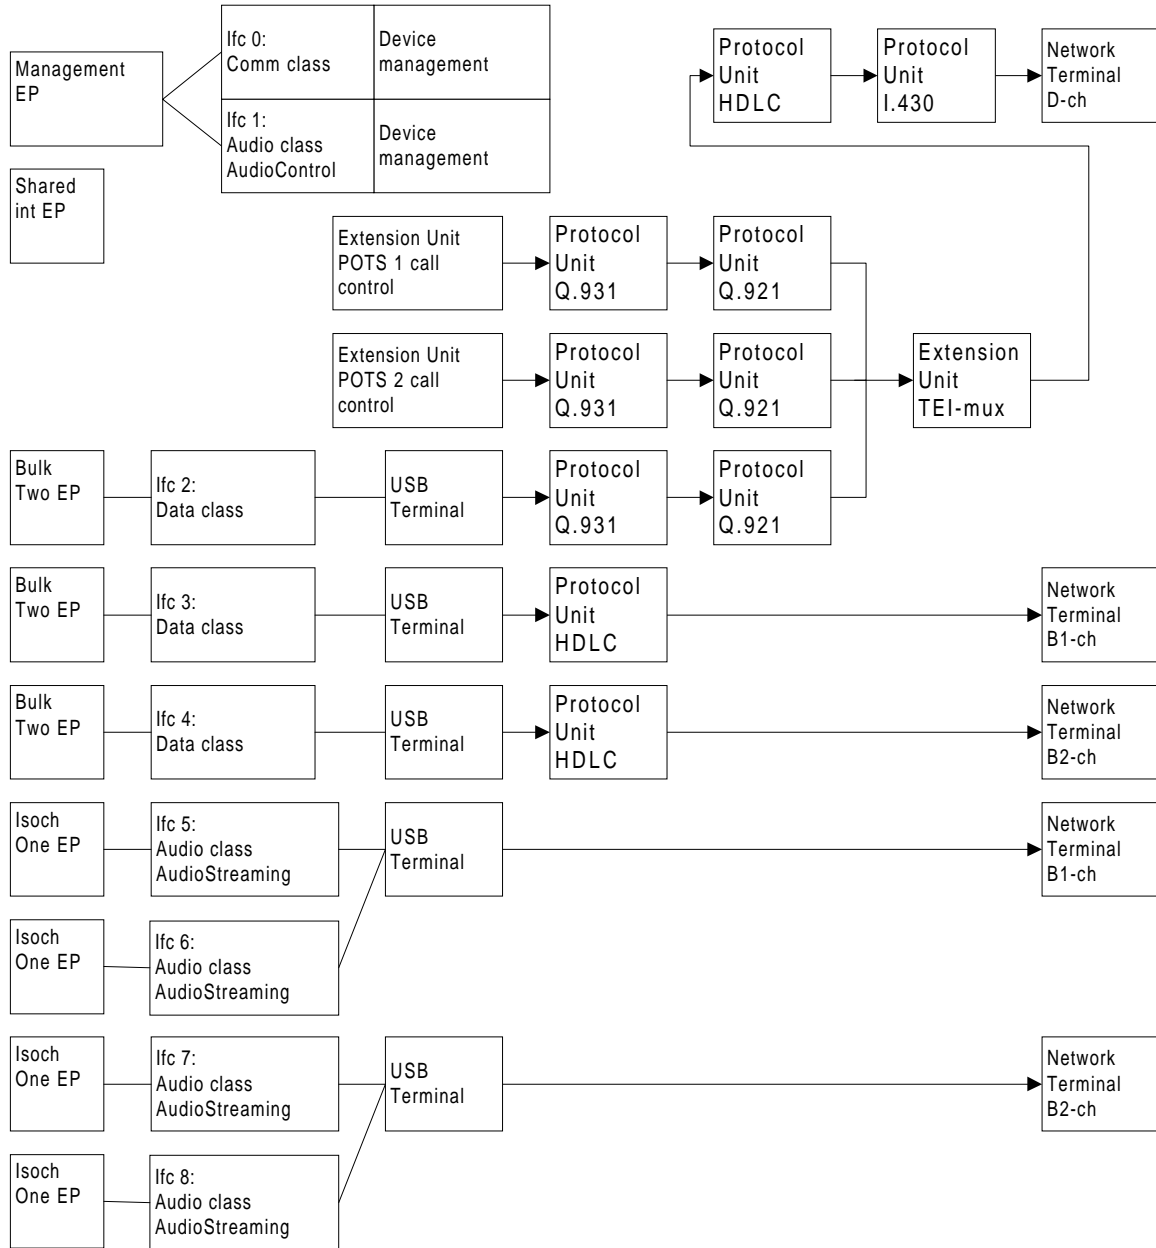 Management
EP
Ifc 0:
Comm class
Device
management
Ifc 1:
Audio class
AudioControl
Device
management
Protocol
Unit
HDLC
Protocol
Unit
I.430
Network
Terminal
D-ch
Shared
int EP
Extension Unit
POTS 1 call
control
Protocol
Unit
Q.931
Protocol
Unit
Q.921
Extension Unit
POTS 2 call
control
Protocol
Unit
Q.931
Protocol
Unit
Q.921
Extension
Unit
TEI-mux
Bulk
Two EP
Ifc 2:
Data class
USB
Terminal
Protocol
Unit
Q.931
Protocol
Unit
Q.921
Bulk
Two EP
Ifc 3:
Data class
USB
Terminal
Protocol
Unit
HDLC
Network
Terminal
B1-ch
Bulk
Two EP
Ifc 4:
Data class
USB
Terminal
Protocol
Unit
HDLC
Network
Terminal
B2-ch
Isoch
One EP
Ifc 5:
Audio class
AudioStreaming
USB
Terminal
Network
Terminal
B1-ch
Isoch
One EP
Ifc 6:
Audio class
AudioStreaming
Isoch
One EP
Ifc 7:
Audio class
AudioStreaming
USB
Terminal
Network
Terminal
B2-ch
Isoch
One EP
Ifc 8:
Audio class
AudioStreaming